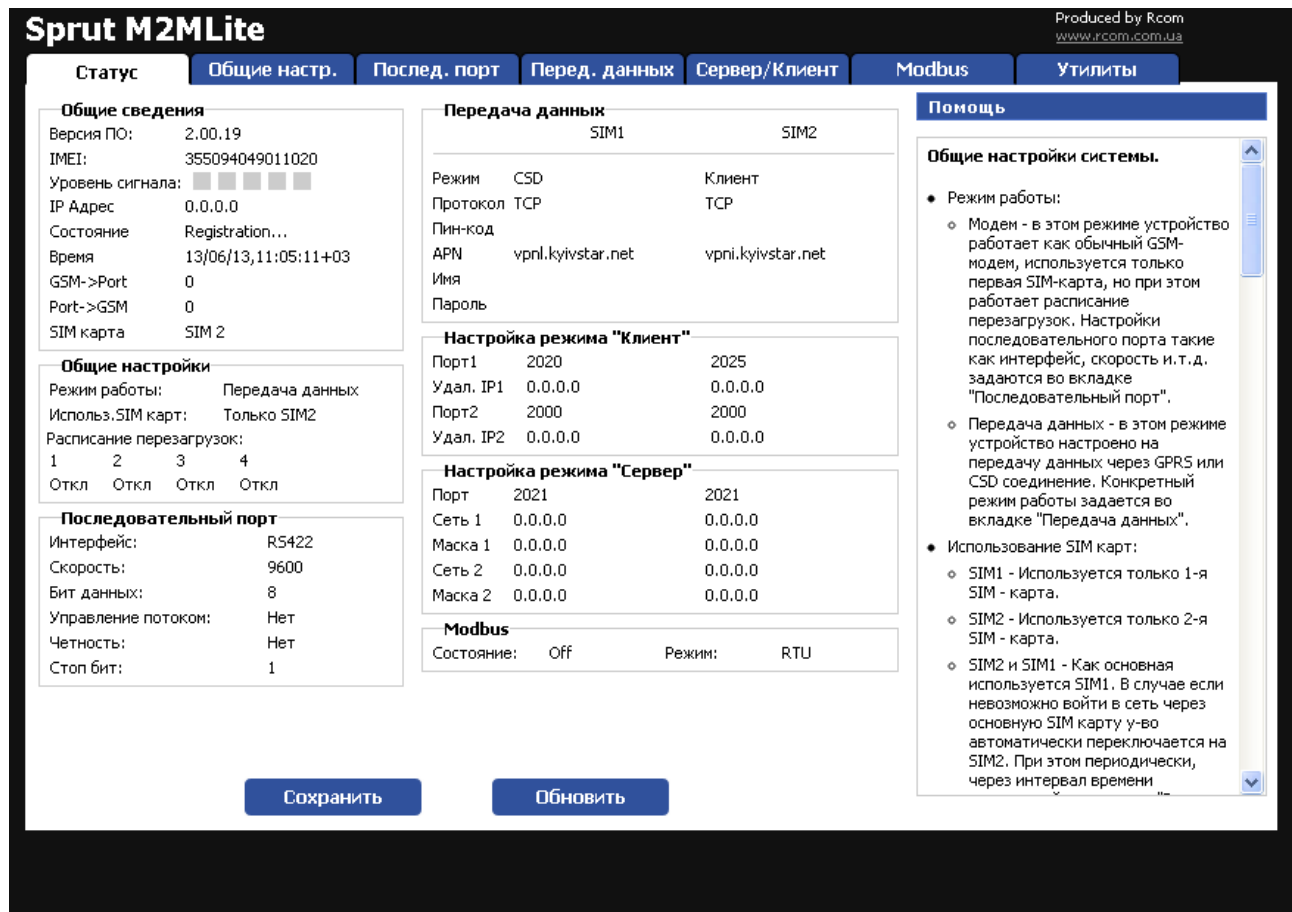 Sprut M2MLite
Produced by Rcom
www.rcom.com.ua
Статус Общие настр. Послед. порт Перед. данных Сервер/Клиент Modbus Утилиты
Общие сведения
Версия ПО: 2.00.19
IMEI: 355094049011020
Уровень сигнала:
IP Адрес 0.0.0.0
Состояние Registration...
Время 13/06/13,11:05:11+03
GSM->Port 0
Port->GSM 0
SIM карта SIM 2
Общие настройки
Режим работы: Передача данных
Использ.SIM карт: Только SIM2
Расписание перезагрузок:
1 2 3 4
Откл Откл Откл Откл
Последовательный порт
Интерфейс: RS422
Скорость: 9600
Бит данных: 8
Управление потоком: Нет
Четность: Нет
Стоп бит: 1
Передача данных
SIM1 SIM2
Режим CSD Клиент
Протокол TCP TCP
Пин-код
APN vpnl.kyivstar.net vpni.kyivstar.net
Имя
Пароль
Настройка режима "Клиент"
Порт1 2020 2025
Удал. IP1 0.0.0.0 0.0.0.0
Порт2 2000 2000
Удал. IP2 0.0.0.0 0.0.0.0
Настройка режима "Сервер"
Порт 2021 2021
Сеть 1 0.0.0.0 0.0.0.0
Маска 1 0.0.0.0 0.0.0.0
Сеть 2 0.0.0.0 0.0.0.0
Маска 2 0.0.0.0 0.0.0.0
Modbus
Состояние: Off Режим: RTU
Помощь
Общие настройки системы.
Режим работы:
Модем - в этом режиме устройство
работает как обычный GSM-
модем, используется только
первая SIM-карта, но при этом
работает расписание
перезагрузок. Настройки
последовательного порта такие
как интерфейс, скорость и.т.д.
задаются во вкладке
"Последовательный порт".
Передача данных - в этом режиме
устройство настроено на
передачу данных через GPRS или
CSD соединение. Конкретный
режим работы задается во
вкладке "Передача данных".
Использование SIM карт:
SIM1 - Используется только 1-я
SIM - карта.
SIM2 - Используется только 2-я
SIM - карта.
SIM2 и SIM1 - Как основная
используется SIM1. В случае если
невозможно войти в сеть через
основную SIM карту у-во
автоматически переключается на
SIM2. При этом периодически,
через интервал времени
Сохранить Обновить